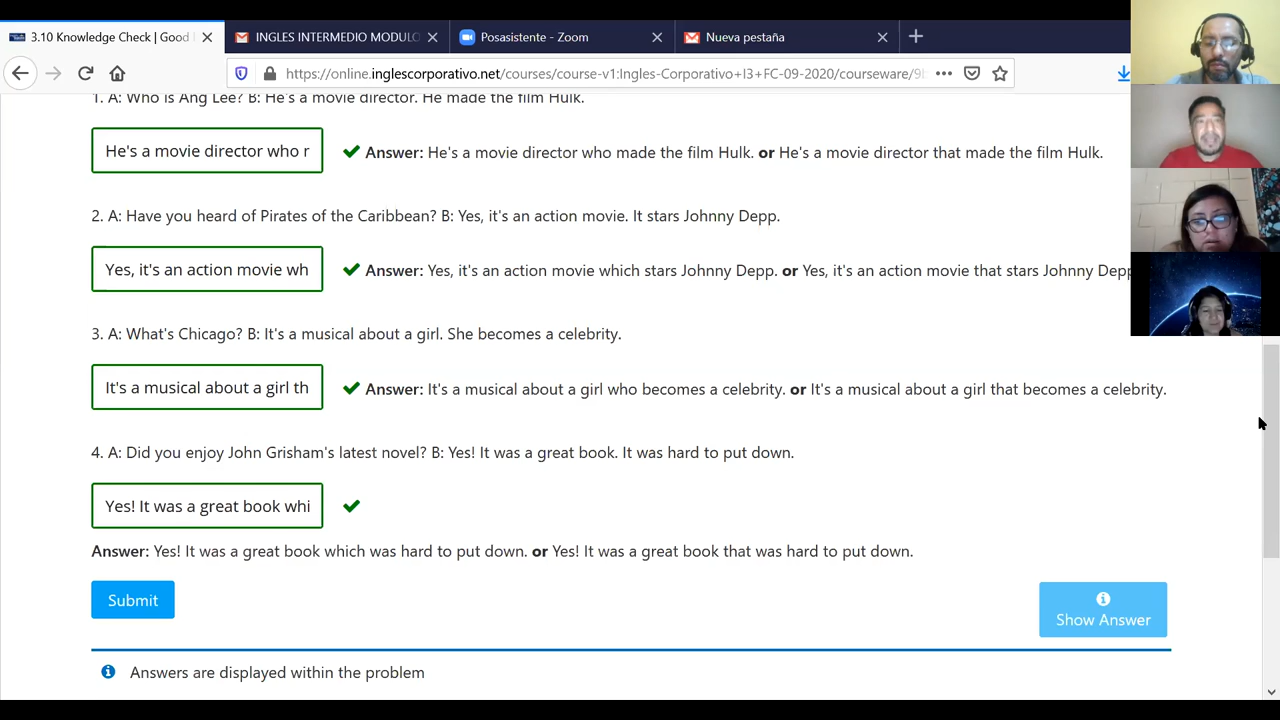 3.10 Knowledge Check | Good
INGLES INTERMEDIO MODULO
Posasistente - Zoom
Nueva pestaña
https://online.inglescorporativo.net/courses/course-v1:Ingles-Corporativo+I3+FC-09-2020/courseware/9
1. A: Who is Ang Lee? B: He's a movie director. He made the film Hulk.
He's a movie director who r
Answer: He's a movie director who made the film Hulk. or He's a movie director that made the film Hulk.
2. A: Have you heard of Pirates of the Caribbean? B: Yes, it's an action movie. It stars Johnny Depp.
Yes, it's an action movie wh
Answer: Yes, it's an action movie which stars Johnny Depp. or Yes, it's an action movie that stars Johnny Depp
3. A: What's Chicago? B: It's a musical about a girl. She becomes a celebrity.
It's a musical about a girl th
Answer: It's a musical about a girl who becomes a celebrity. or It's a musical about a girl that becomes a celebrity.
4. A: Did you enjoy John Grisham's latest novel? B: Yes! It was a great book. It was hard to put down.
Yes! It was a great book whi
Answer: Yes! It was a great book which was hard to put down. or Yes! It was a great book that was hard to put down.
Submit
Show Answer
Answers are displayed within the problem